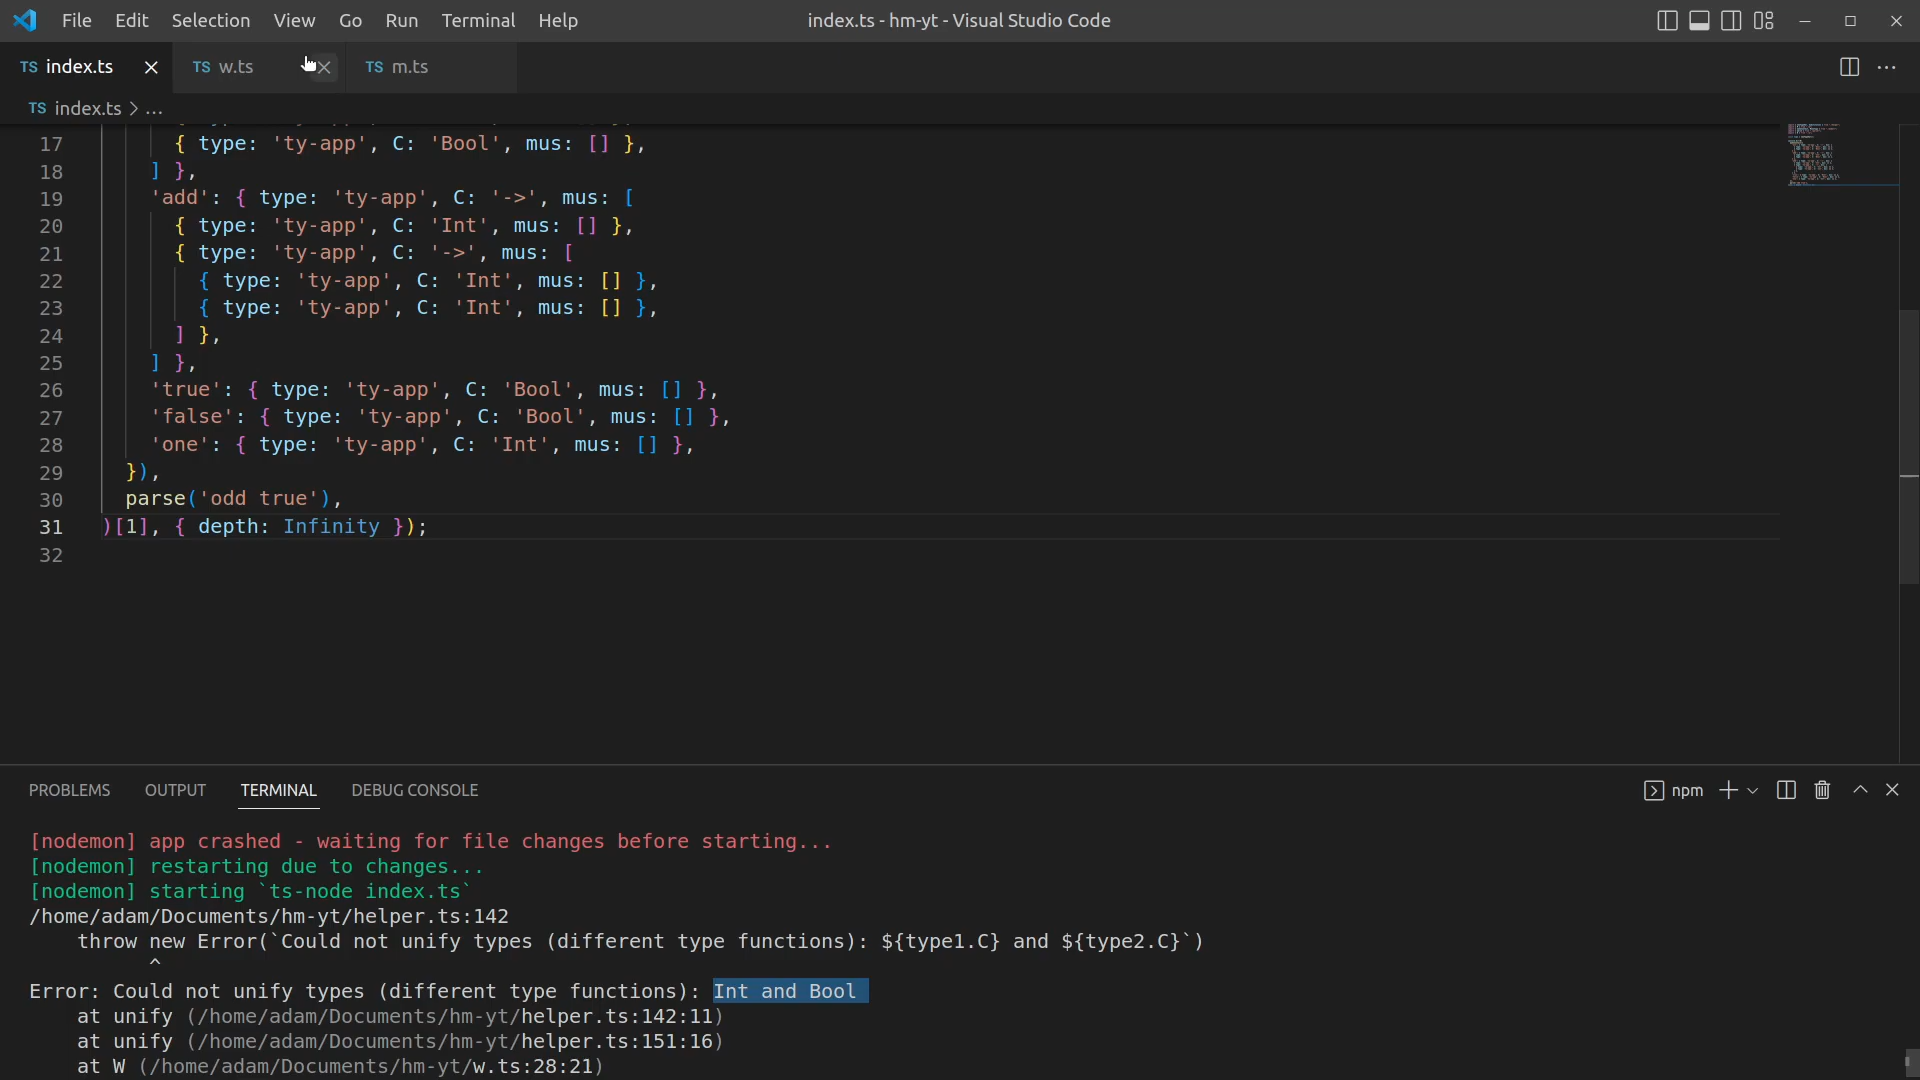 File Edit Selection View Go Run Terminal Help index.ts - hm-yt - Visual Studio Code
TS index.ts TS w.ts TS m.ts
TS index.ts > ...
17 { type: 'ty-app', C: 'Bool', mus: [] },
18 ] },
19 'add': { type: 'ty-app', C: '->', mus: [
20 { type: 'ty-app', C: 'Int', mus: [] },
21 { type: 'ty-app', C: '->', mus: [
22 { type: 'ty-app', C: 'Int', mus: [] },
23 { type: 'ty-app', C: 'Int', mus: [] },
24 ] },
25 ] },
26 'true': { type: 'ty-app', C: 'Bool', mus: [] },
27 'false': { type: 'ty-app', C: 'Bool', mus: [] },
28 'one': { type: 'ty-app', C: 'Int', mus: [] },
29 }),
30 parse('odd true'),
31 )[1], { depth: Infinity });
32
PROBLEMS OUTPUT TERMINAL DEBUG CONSOLE npm
[nodemon] app crashed - waiting for file changes before starting...
[nodemon] restarting due to changes...
[nodemon] starting `ts-node index.ts`
/home/adam/Documents/hm-yt/helper.ts:142
throw new Error(`Could not unify types (different type functions): ${type1.C} and ${type2.C}`)
^
Error: Could not unify types (different type functions): Int and Bool
at unify (/home/adam/Documents/hm-yt/helper.ts:142:11)
at unify (/home/adam/Documents/hm-yt/helper.ts:151:16)
at W (/home/adam/Documents/hm-yt/w.ts:28:21)